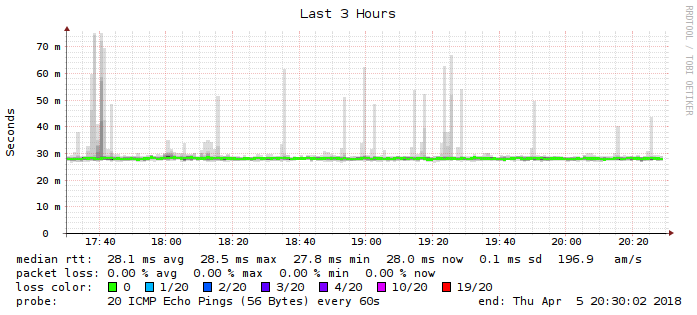 Last 3 Hours
RRDTOOL / TOBI OETIKER
Seconds
70 m
60 m
50 m
40 m
30 m
20 m
10 m
0
17:40 18:00 18:20 18:40 19:00 19:20 19:40 20:00 20:20
median rtt: 28.1 ms avg 28.5 ms max 27.8 ms min 28.0 ms now 0.1 ms sd 196.9 am/s
packet loss: 0.00 % avg 0.00 % max 0.00 % min 0.00 % now
loss color: 0 1/20 2/20 3/20 4/20 10/20 19/20
probe: 20 ICMP Echo Pings (56 Bytes) every 60s end: Thu Apr 5 20:30:02 2018